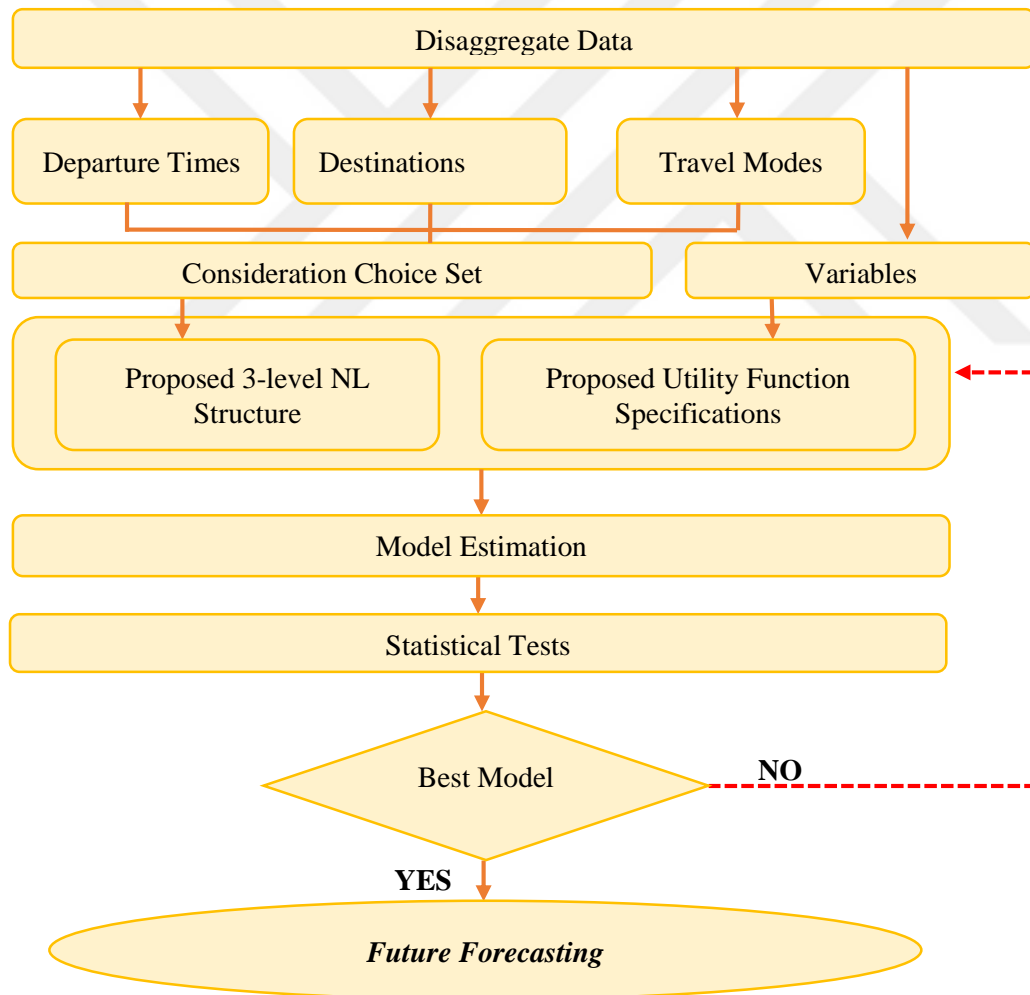 Disaggregate Data
Departure Times
Destinations
Travel Modes
Consideration Choice Set
Variables
Proposed 3-level NL
Structure
Proposed Utility Function
Specifications
Model Estimation
Statistical Tests
Best Model
NO
YES
Future Forecasting